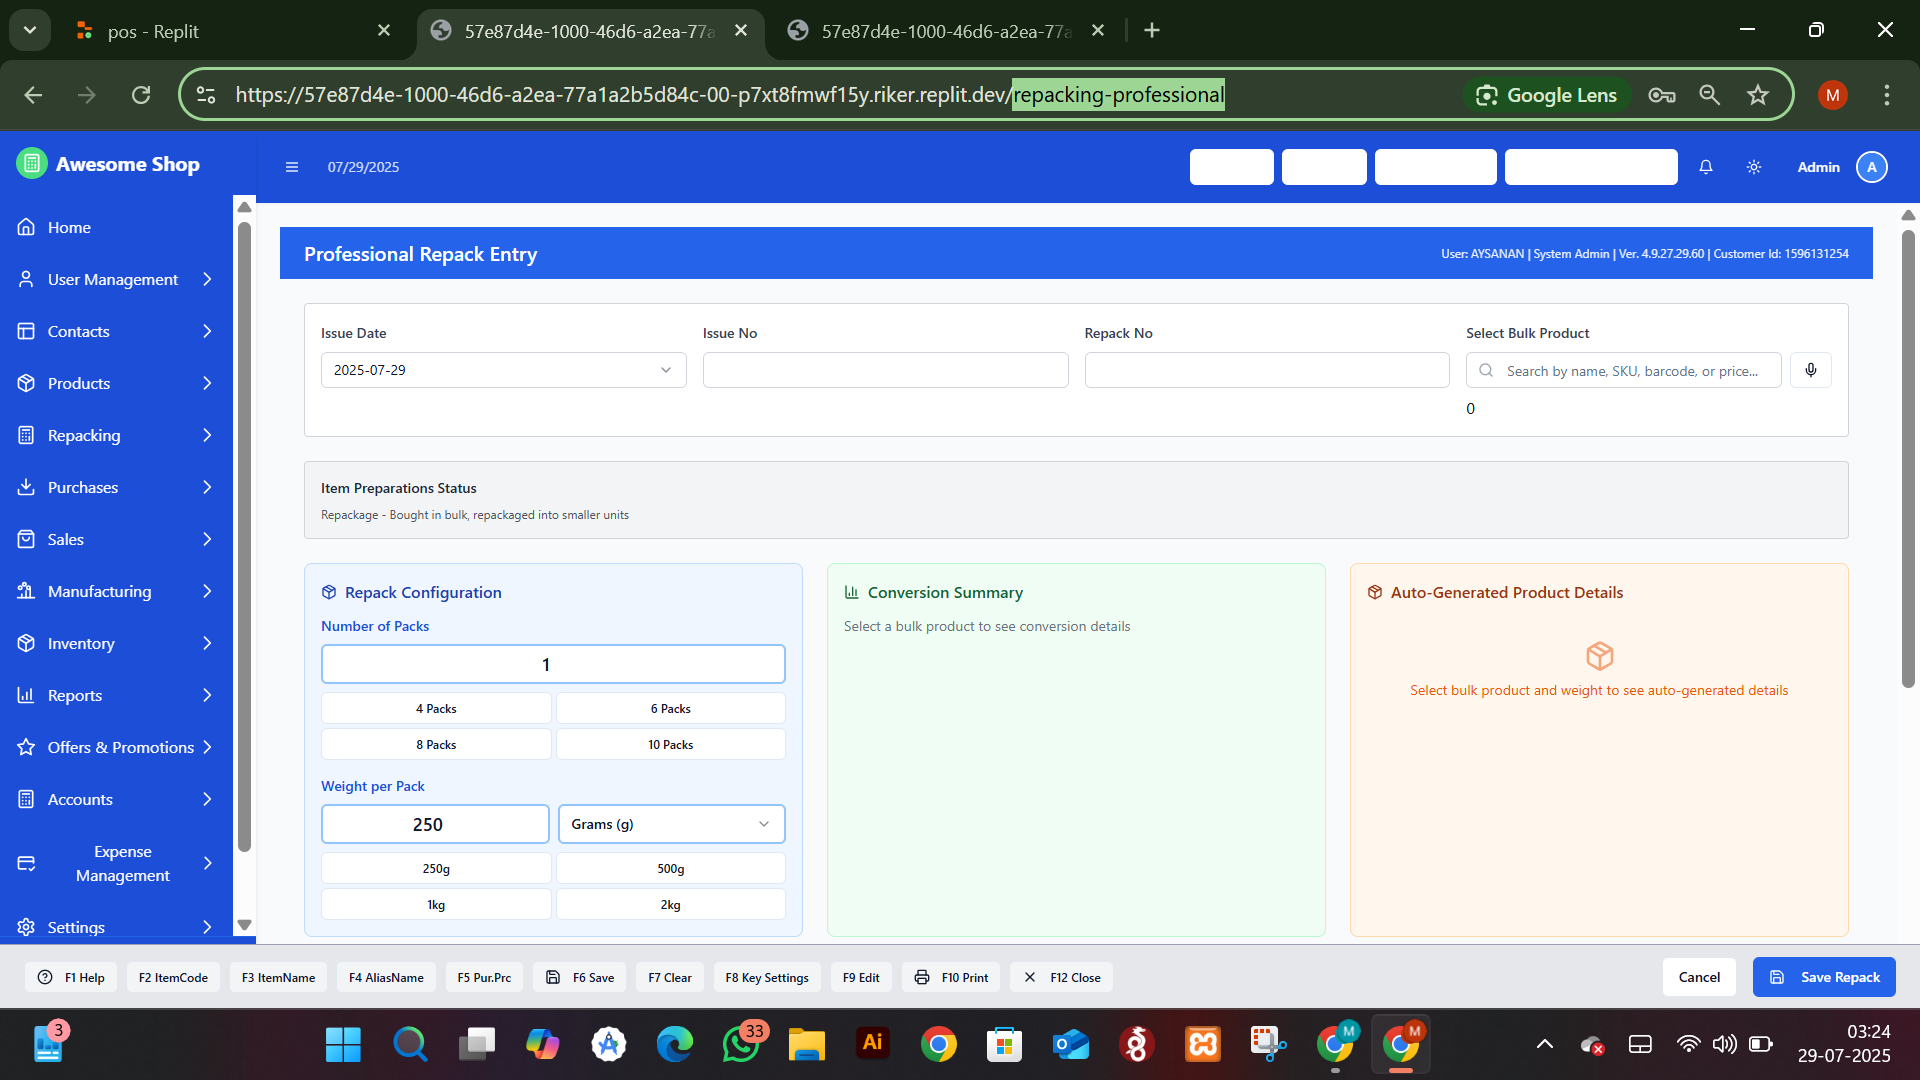 pos - Replit
57e87d4e-1000-46d6-a2ea-77a
57e87d4e-1000-46d6-a2ea-77a
https://57e87d4e-1000-46d6-a2ea-77a1a2b5d84c-00-p7xt8fmwf15y.riker.replit.dev/repacking-professional
Google Lens
M
Awesome Shop
07/29/2025
Admin
A
Home
User Management
Contacts
Products
Repacking
Purchases
Sales
Manufacturing
Inventory
Reports
Offers & Promotions
Accounts
Expense
Management
Settings
Professional Repack Entry
User: AYSANAN | System Admin | Ver. 4.9.27.29.60 | Customer Id: 1596131254
Issue Date
Issue No
Repack No
Select Bulk Product
2025-07-29
Search by name, SKU, barcode, or price...
0
Item Preparations Status
Repackage - Bought in bulk, repackaged into smaller units
Repack Configuration
Number of Packs
1
4 Packs
6 Packs
8 Packs
10 Packs
Weight per Pack
250
Grams (g)
250g
500g
1kg
2kg
Conversion Summary
Select a bulk product to see conversion details
Auto-Generated Product Details
Select bulk product and weight to see auto-generated details
F1 Help
F2 ItemCode
F3 ItemName
F4 AliasName
F5 Pur.Prc
F6 Save
F7 Clear
F8 Key Settings
F9 Edit
F10 Print
F12 Close
Cancel
Save Repack
3
33
Ai
M
M
03:24
29-07-2025